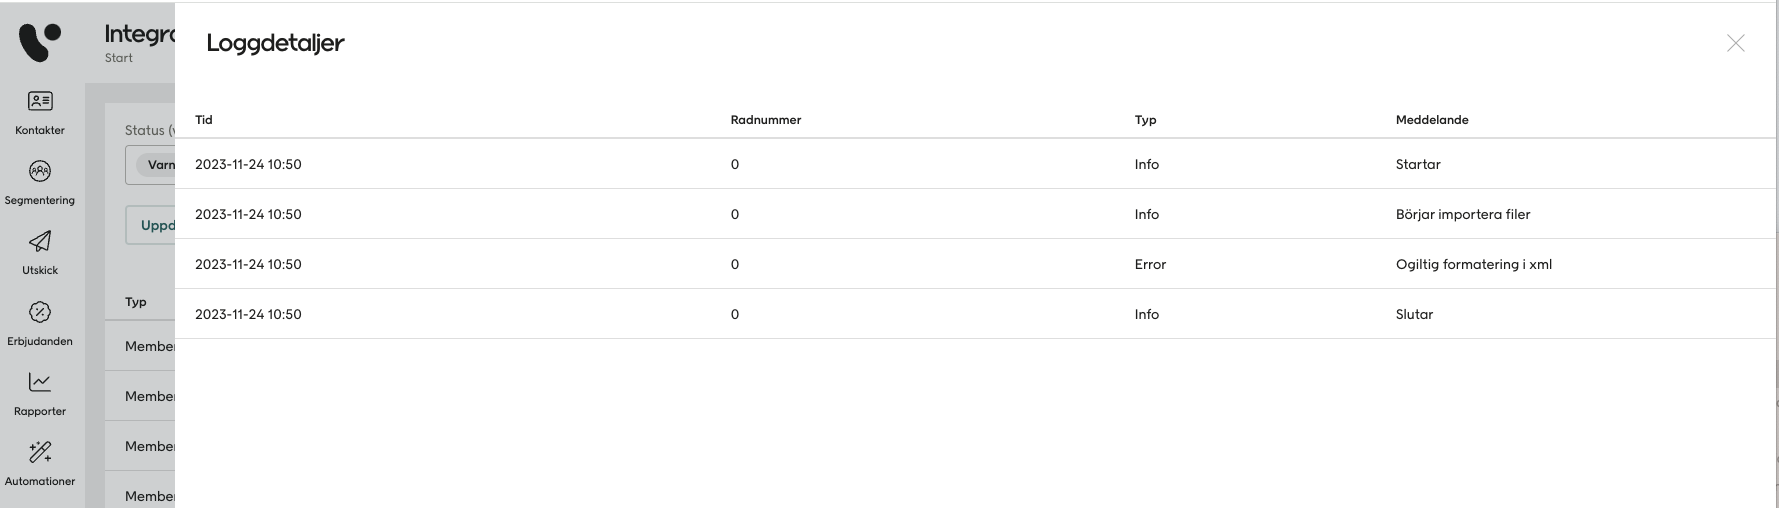 Integra
Start
Kontakter
Segmentering
Utskick
Erbjudanden
Rapporter
Automationer
Status (v
Varn
Uppd
Typ
Member
Member
Member
Member
Loggdetaljer
Tid Radnummer Typ Meddelande
2023-11-24 10:50 0 Info Startar
2023-11-24 10:50 0 Info Börjar importera filer
2023-11-24 10:50 0 Error Ogiltig formatering i xml
2023-11-24 10:50 0 Info Slutar